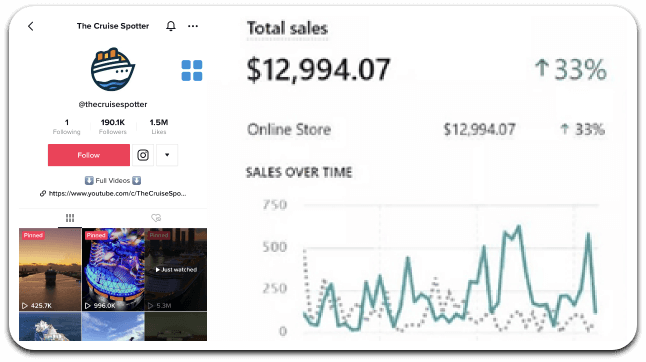 The Cruise Spotter
@thecruisespotter
1 190.1K 1.5M
Following Followers Likes
Follow
Full Videos
https://www.youtube.com/c/TheCruiseSpo...
Pinned Pinned Pinned
Just watched
425.7K 996.0K 5.3M
Total sales
$12,994.07 ↑33%
Online Store $12,994.07 ↑ 33%
SALES OVER TIME
750
500
250
0